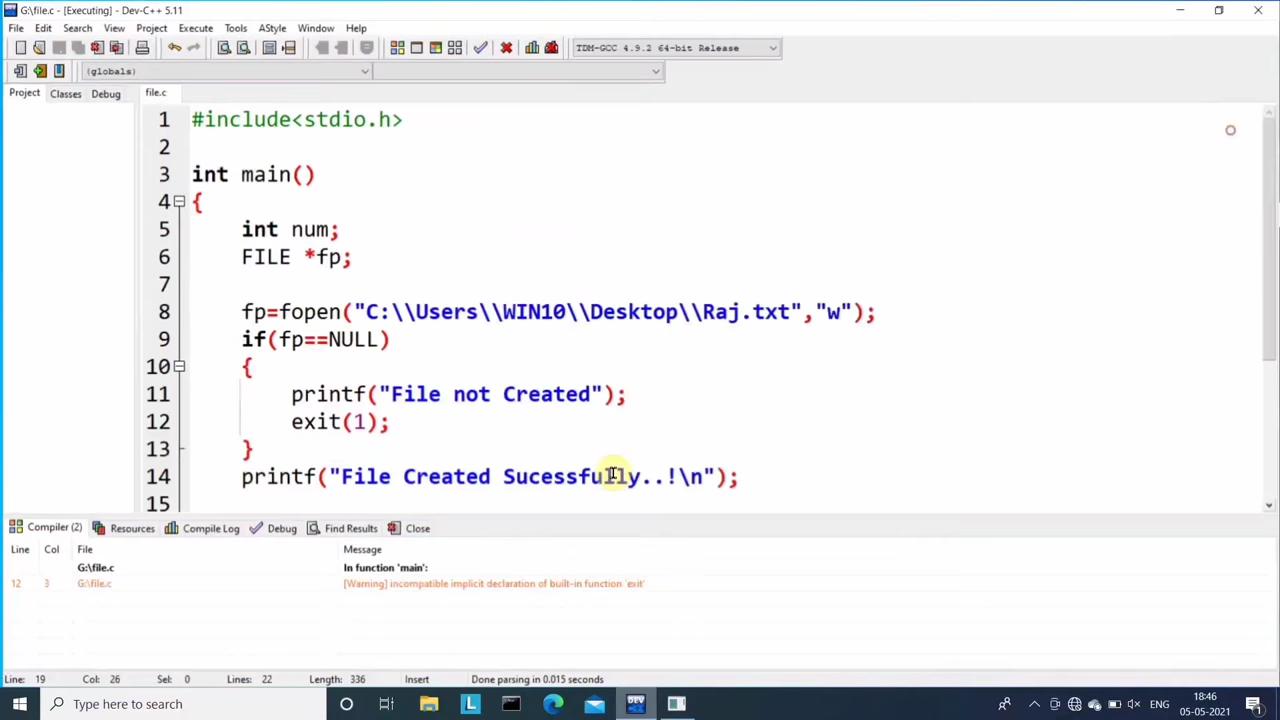 G:\file.c - [Executing] - Dev-C++ 5.11
File Edit Search View Project Execute Tools AStyle Window Help
TDM-GCC 4.9.2 64-bit Release
(globals)
Project Classes Debug file.c
1 #include<stdio.h>
2
3 int main()
4 {
5 int num;
6 FILE *fp;
7
8 fp=fopen("C:\\Users\\WIN10\\Desktop\\Raj.txt","w");
9 if(fp==NULL)
10 {
11 printf("File not Created");
12 exit(1);
13 }
14 printf("File Created Sucessfully..!\n");
15
Compiler (2) Resources Compile Log Debug Find Results Close
Line Col File Message
G:\file.c In function 'main':
12 3 G:\file.c [Warning] incompatible implicit declaration of built-in function 'exit'
Line: 19 Col: 26 Sel: 0 Lines: 22 Length: 336 Insert Done parsing in 0.015 seconds
Type here to search
L
DEV
ENG
18:46
05-05-2021
1